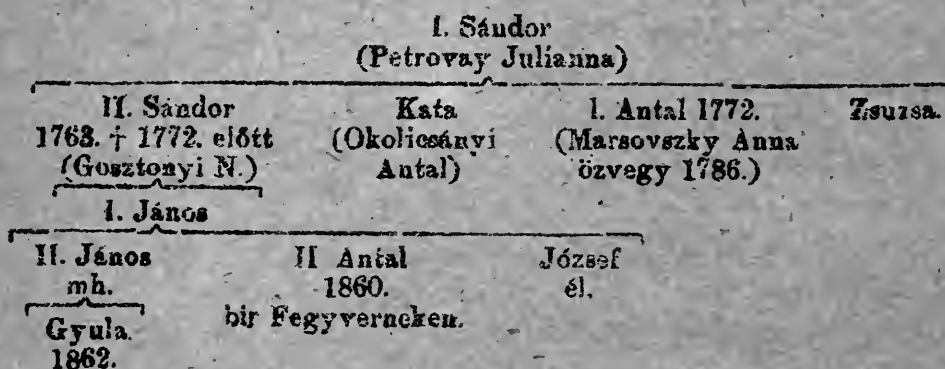 I. Sándor
(Petrovay Julianna)
II. Sándor Kata I. Antal 1772. Zsuzsa.
1763. † 1772. előtt (Okolicsányi (Marsovszky Anna
(Gosztonyi N.) Antal) özvegy 1786.)
I. János
II. János II Antal József
mh. 1860. él.
bir Fegyverneken.
Gyula.
1862.